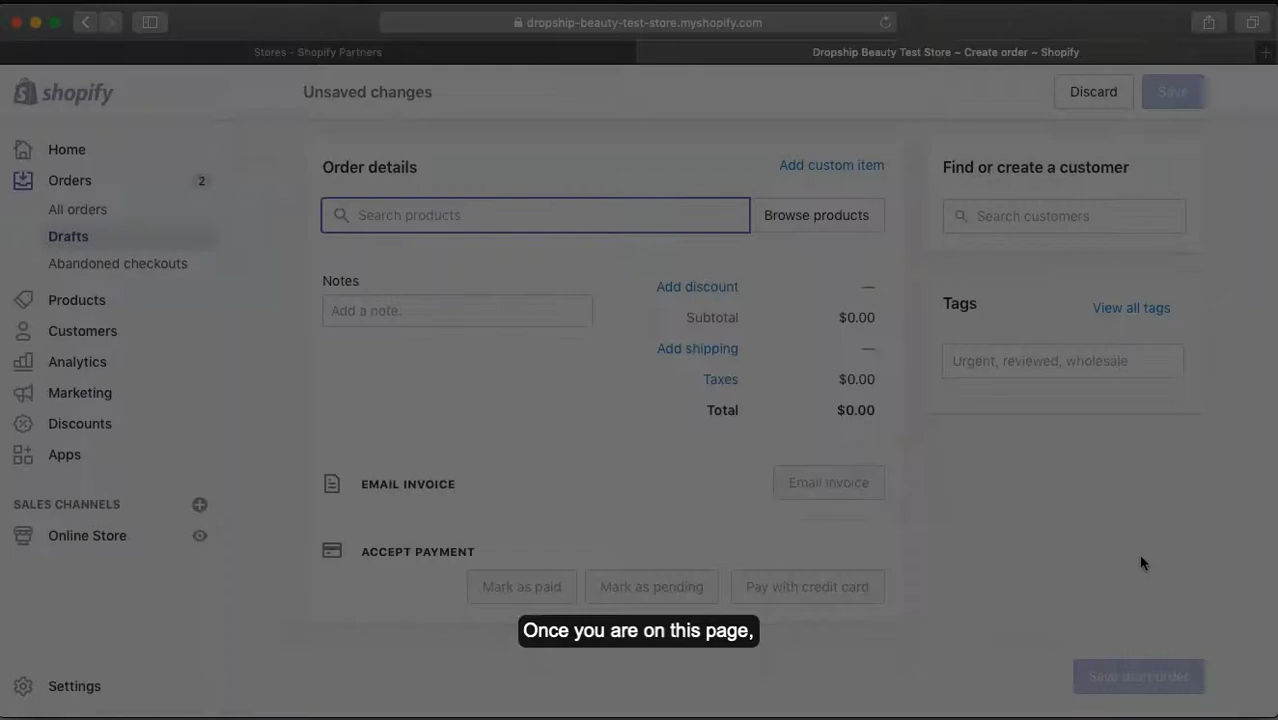 dropship-beauty-test-store.myshopify.com
Stores - Shopify Partners
Dropship Beauty Test Store ~ Create order ~ Shopify
shopify
Unsaved changes
Discard
Save
Home
Orders
2
All orders
Drafts
Abandoned checkouts
Products
Customers
Analytics
Marketing
Discounts
Apps
SALES CHANNELS
Online Store
Settings
Order details
Add custom item
Search products
Browse products
Notes
Add a note.
Add discount
—
Subtotal
$0.00
Add shipping
—
Taxes
$0.00
Total
$0.00
EMAIL INVOICE
Email invoice
ACCEPT PAYMENT
Mark as paid
Mark as pending
Pay with credit card
Find or create a customer
Search customers
Tags
View all tags
Urgent, reviewed, wholesale
Save draft order
Once you are on this page,